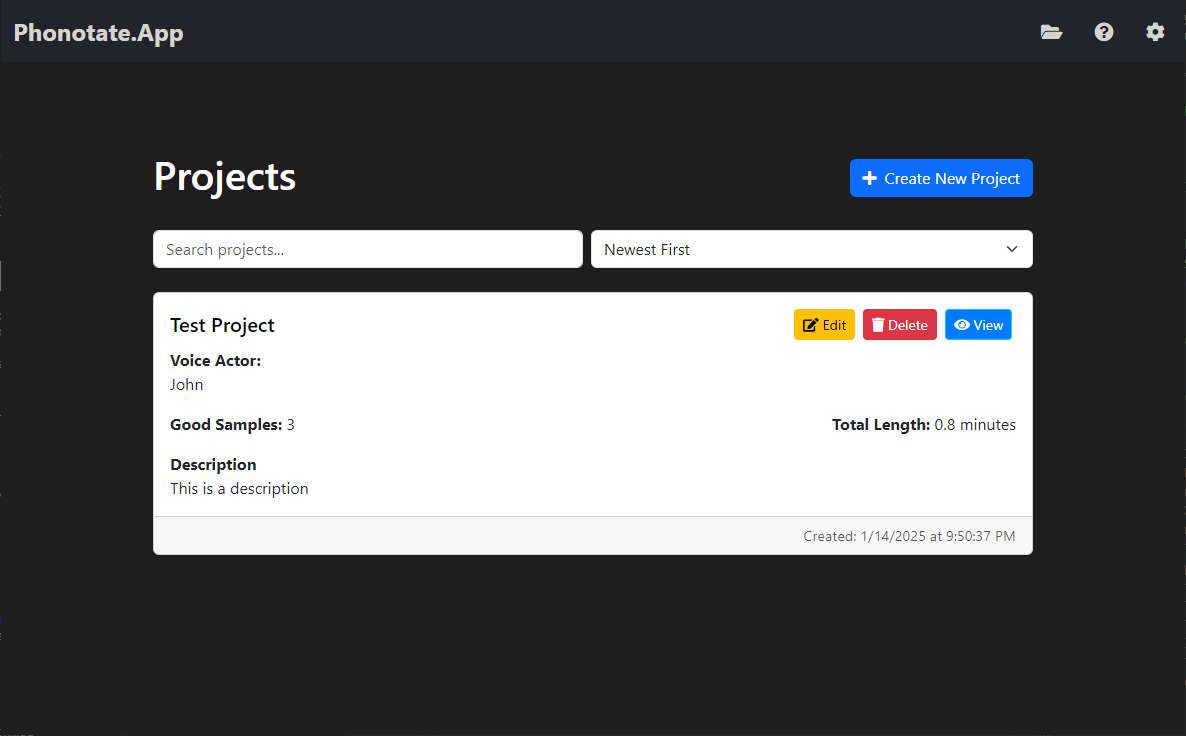 Phonotate.App
Projects
Create New Project
Search projects...
Newest First
Test Project
Edit
Delete
View
Voice Actor:
John
Good Samples: 3
Total Length: 0.8 minutes
Description
This is a description
Created: 1/14/2025 at 9:50:37 PM